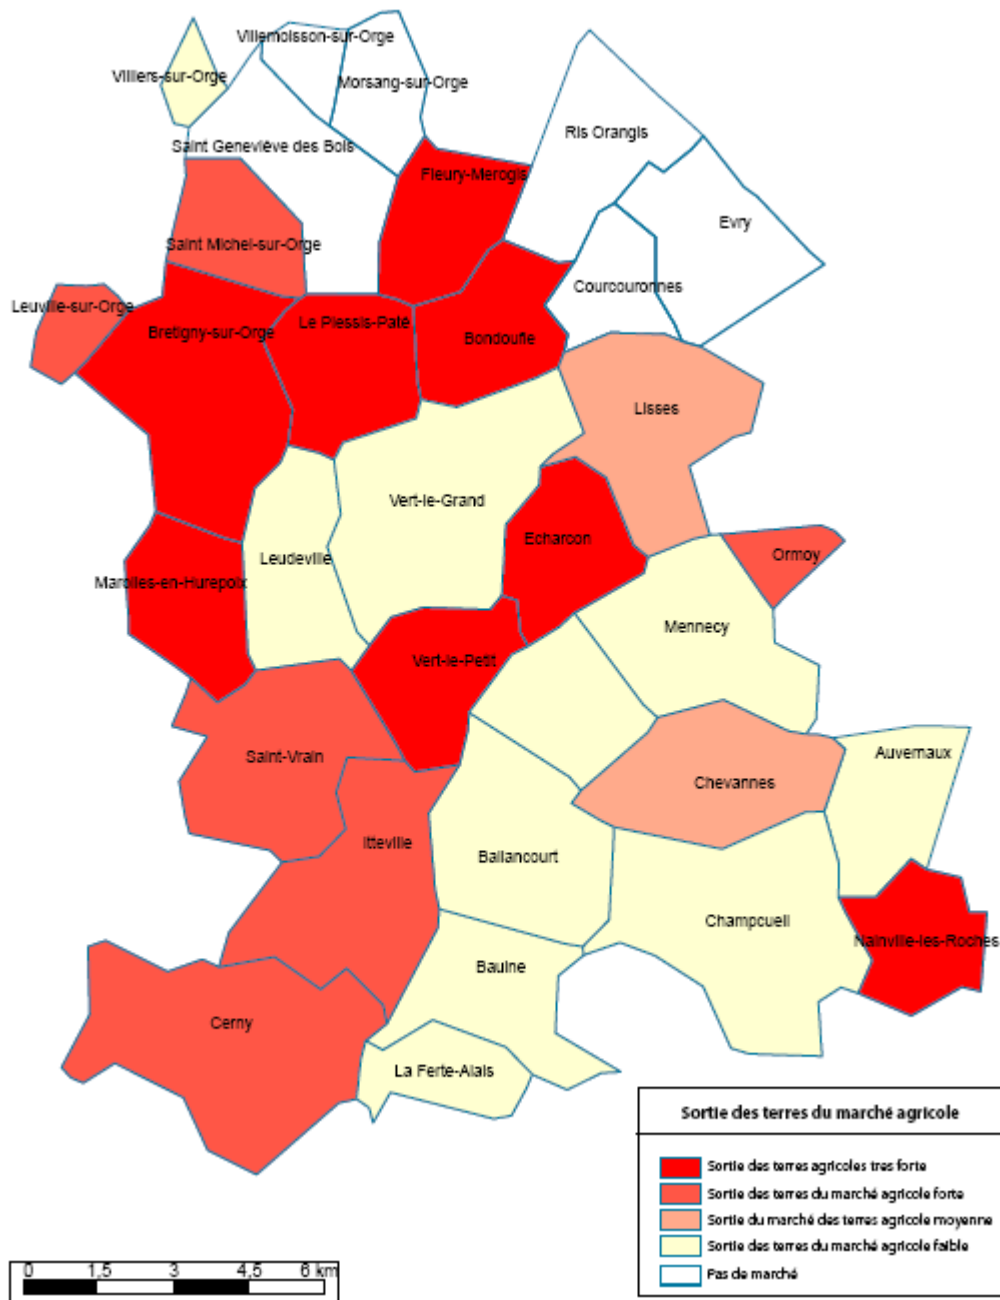 Villemoisson-sur-Orge
Villiers-sur-Orge
Morsang-sur-Orge
Ris Orangis
Saint Geneviève des Bois
Fleury-Merogis
Evry
Saint Michel-sur-Orge
Courcouronnes
Leuville-sur-Orge
Bretigny-sur-Orge
Le Plessis-Paté
Bondoufle
Lisses
Vert-le-Grand
Echarcon
Ormoy
Leudeville
Marolles-en-Hurepoix
Mennecy
Vert-le-Petit
Saint-Vrain
Auvernaux
Chevannes
Itteville
Ballancourt
Champcueil
Nainville-les-Roches
Baulne
Cerny
La Ferte-Alais
Sortie des terres du marché agricole
Sortie des terres agricoles tres forte
Sortie des terres du marché agricole forte
Sortie du marché des terres agricole moyenne
Sortie des terres du marché agricole faible
Pas de marché
0 1,5 3 4,5 6 km